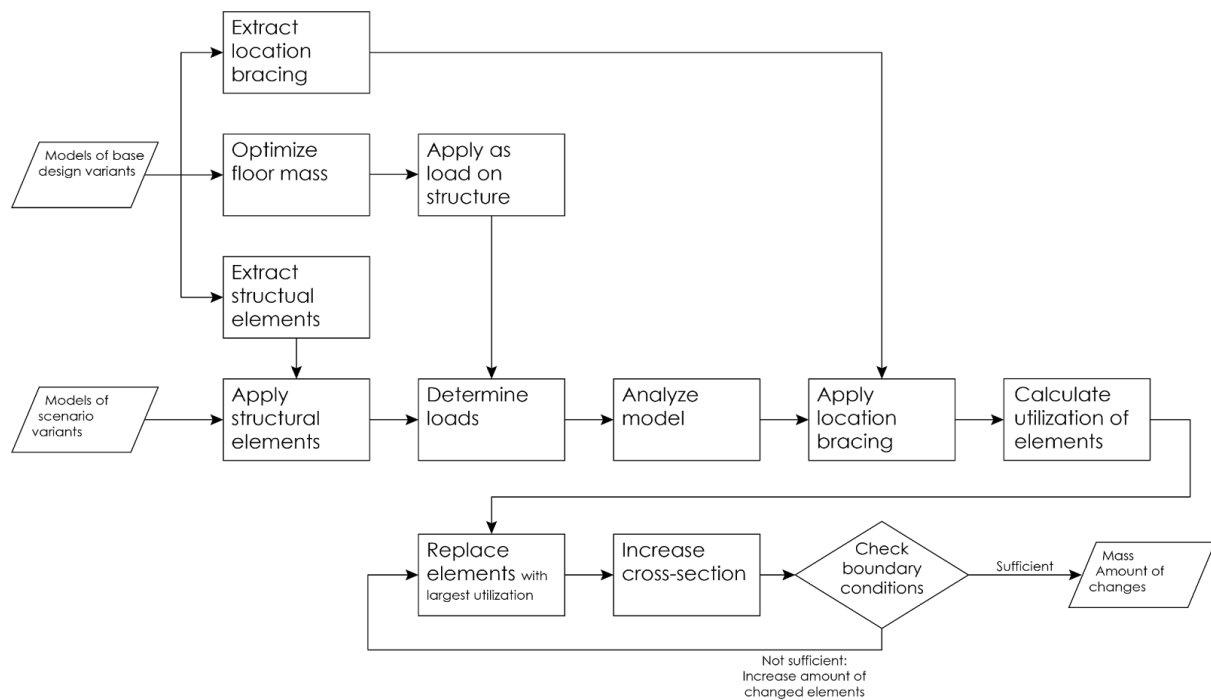 Extract
location
bracing
Models of base
design variants
Optimize
floor mass
Apply as
load on
structure
Extract
structual
elements
Models of
scenario
variants
Apply
structural
elements
Determine
loads
Analyze
model
Apply
location
bracing
Calculate
utilization of
elements
Replace
elements with
largest utilization
Increase
cross-section
Check
boundary
conditions
Sufficient
Mass
Amount of
changes
Not sufficient:
Increase amount of
changed elements